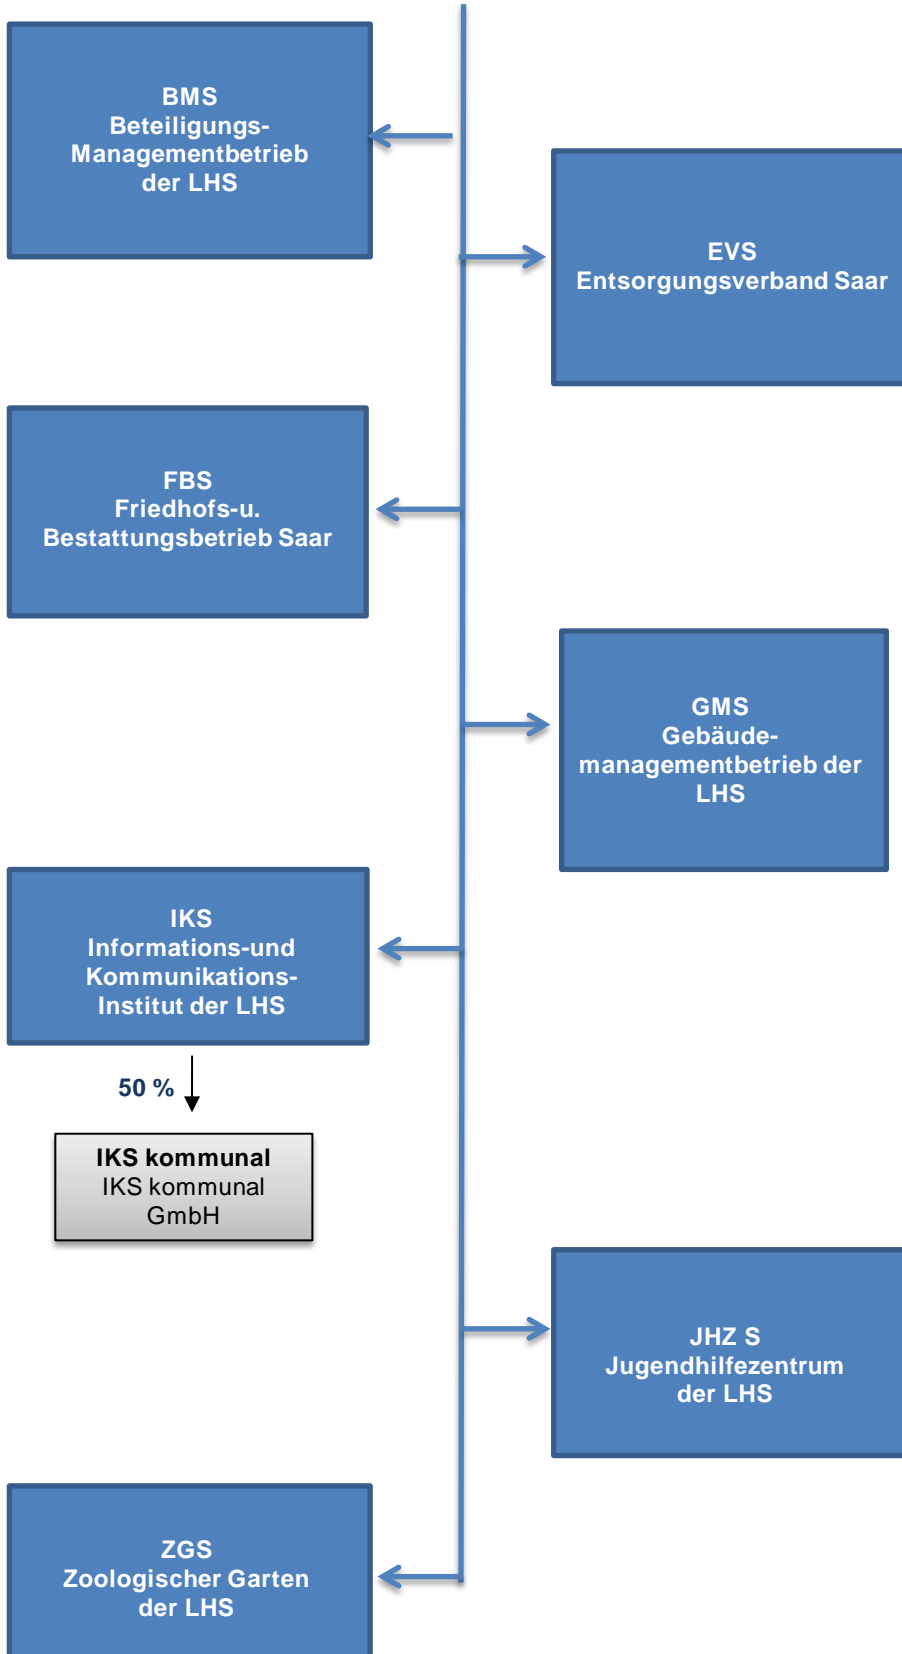 BMS
Beteiligungs-
Managementbetrieb
der LHS
EVS
Entsorgungsverband Saar
FBS
Friedhofs-u.
Bestattungsbetrieb Saar
GMS
Gebäude-
managementbetrieb der
LHS
IKS
Informations-und
Kommunikations-
Institut der LHS
50 %
IKS kommunal
IKS kommunal
GmbH
JHZ S
Jugendhilfezentrum
der LHS
ZGS
Zoologischer Garten
der LHS